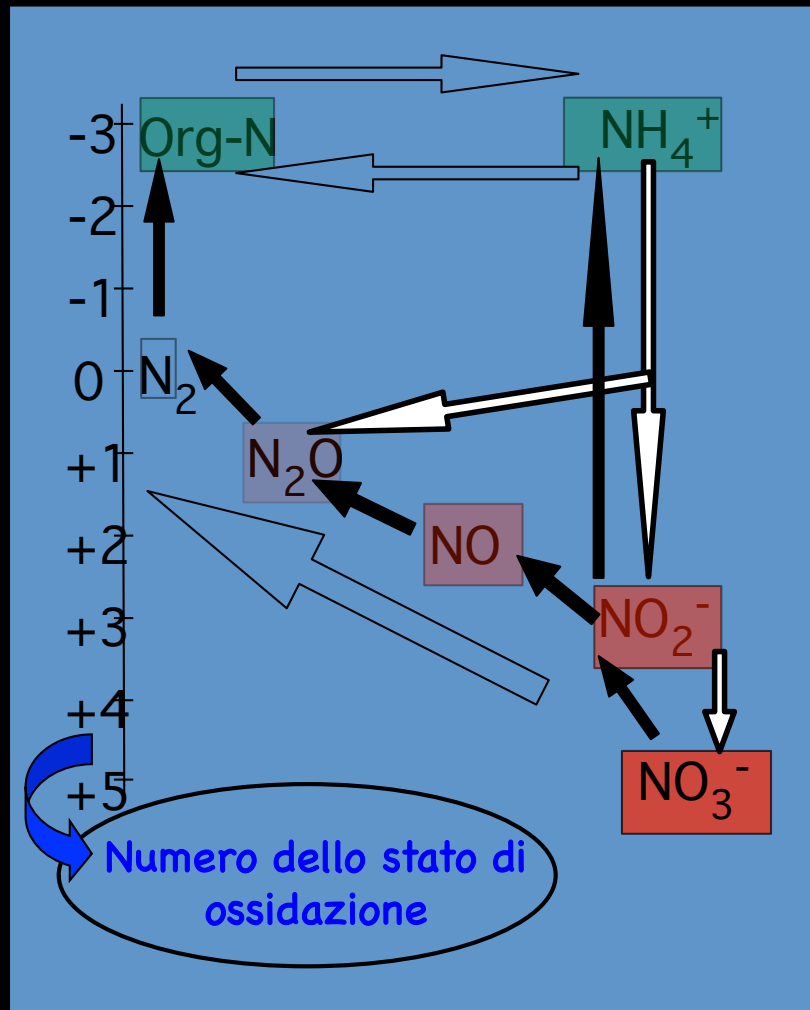 -3
Org-N
NH₄⁺
-2
-1
0
N₂
+1
N₂O
+2
NO
+3
NO₂⁻
+4
+5
NO₃⁻
Numero dello stato di
ossidazione